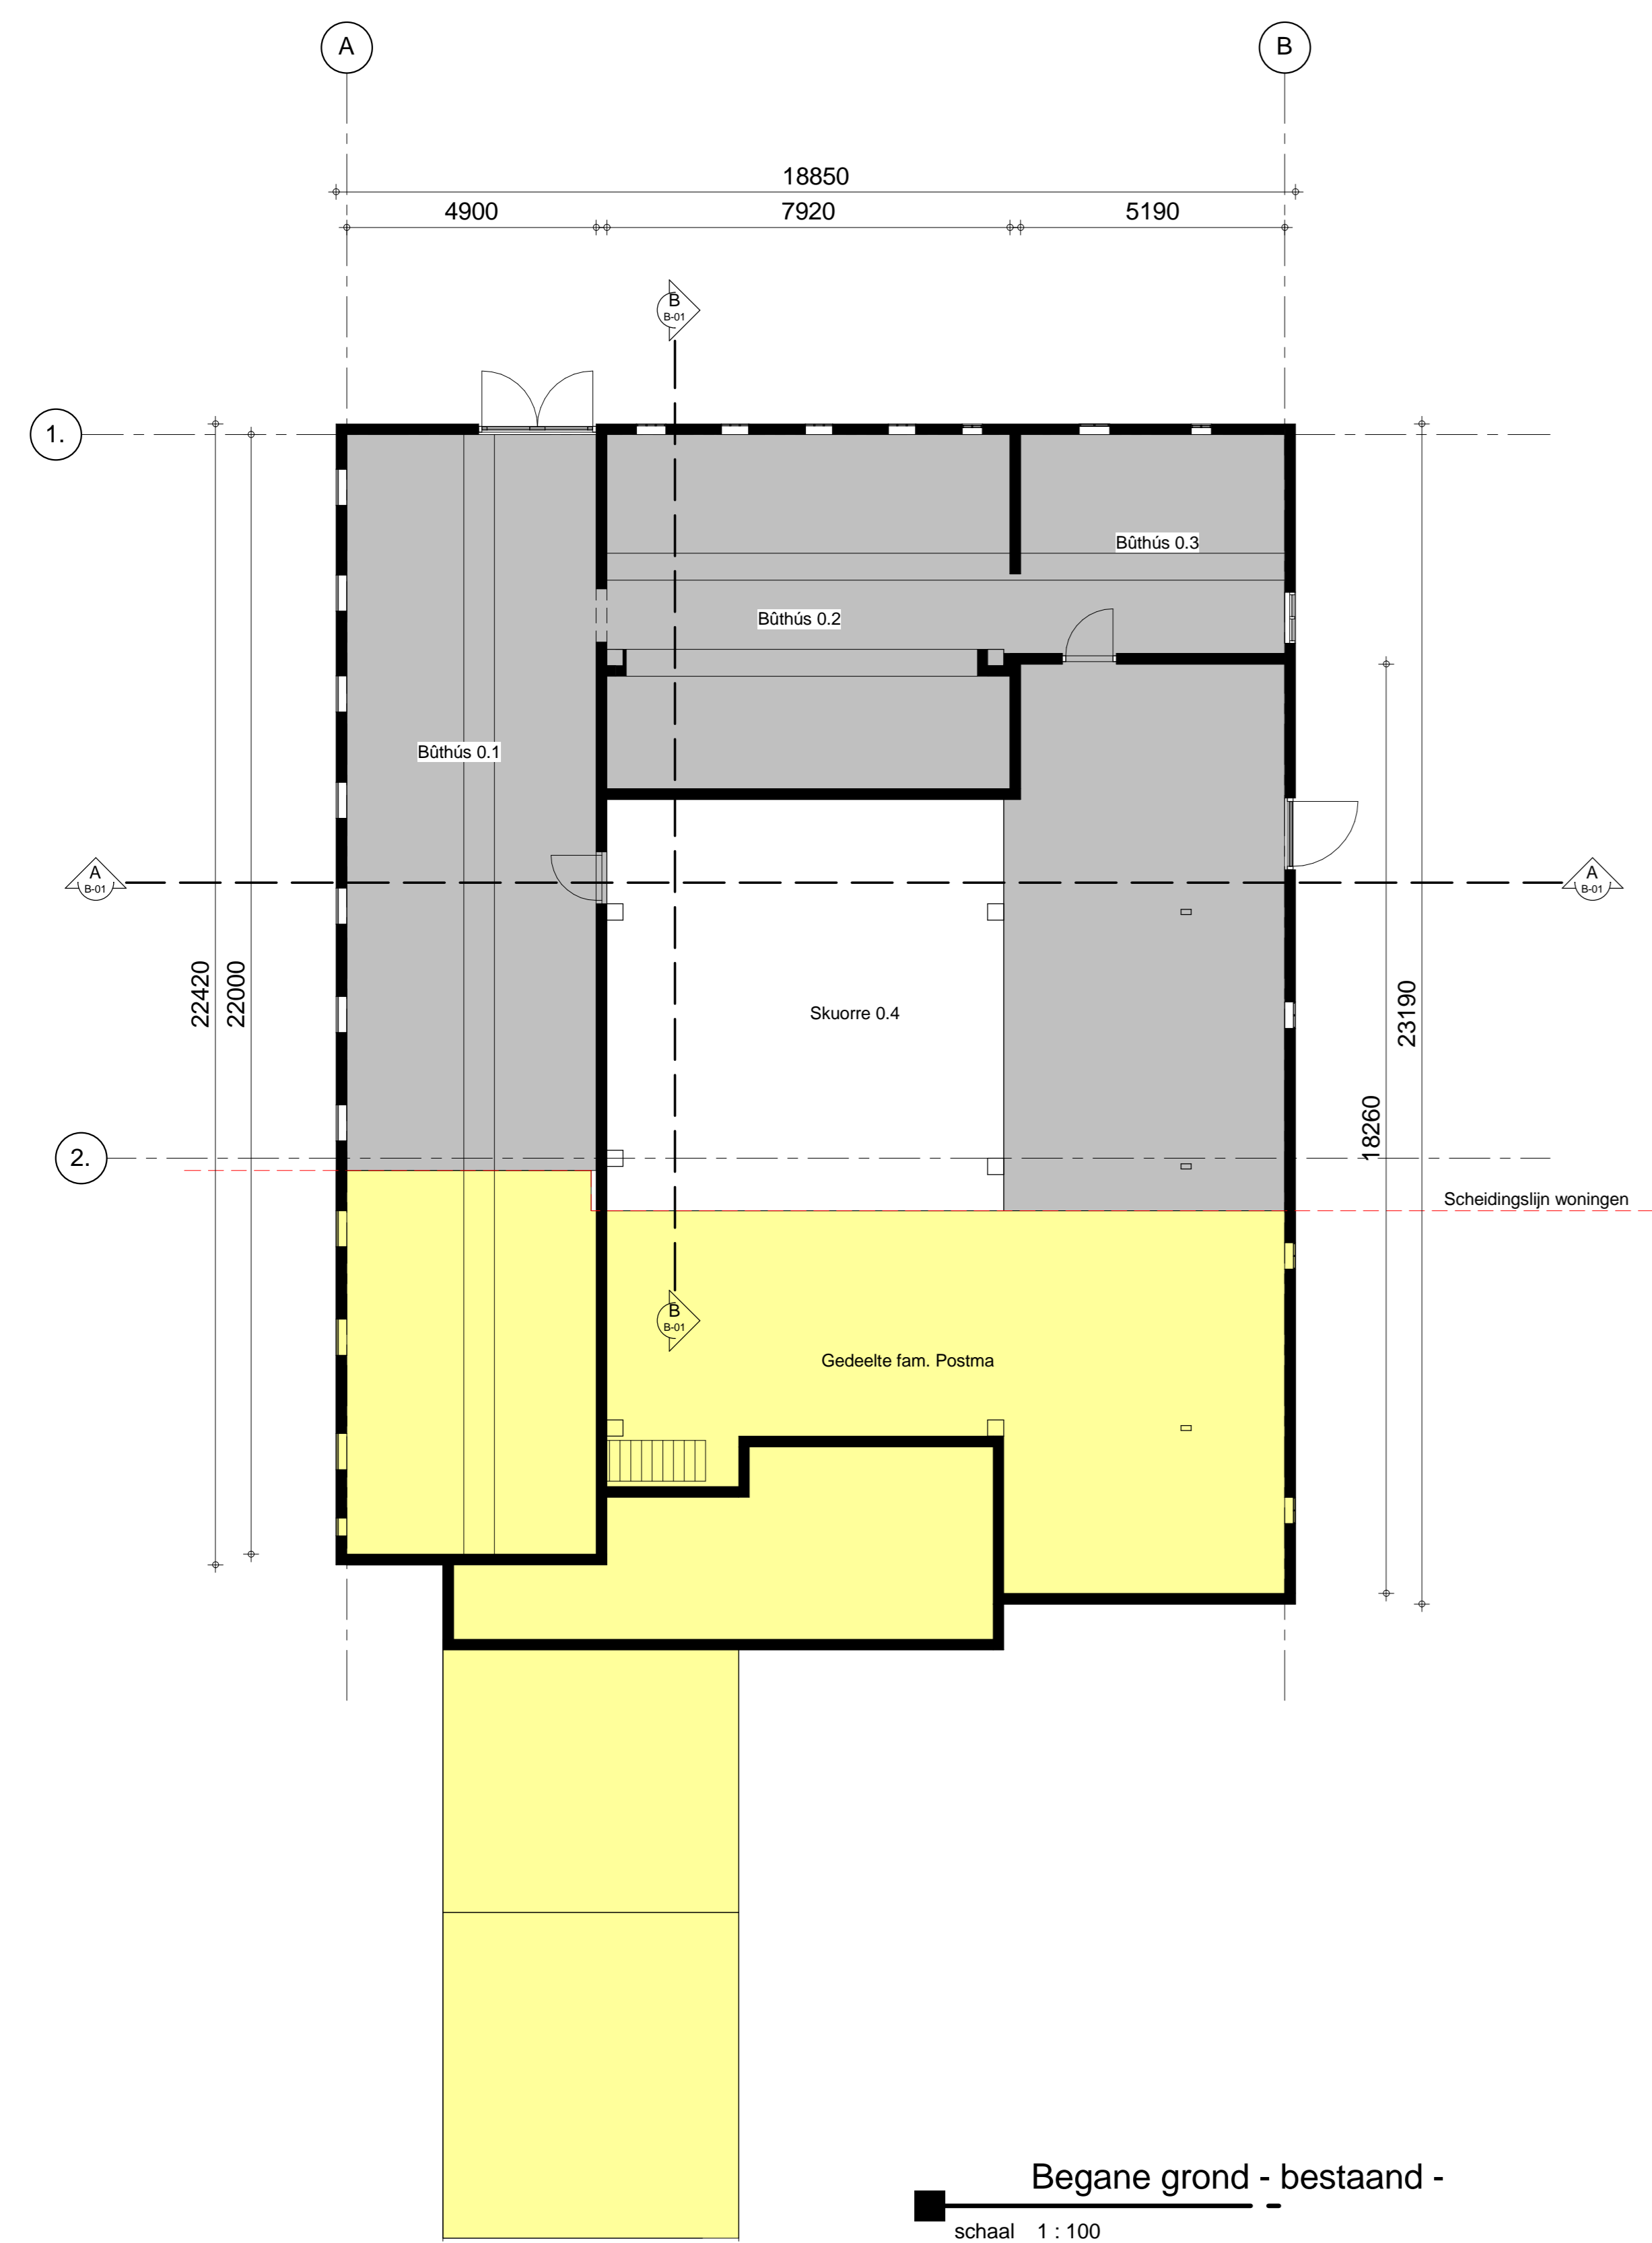 A
B
18850
4900
7920
5190
B
B-01
1.
Bûthús 0.3
Bûthús 0.2
Bûthús 0.1
A
B-01
A
B-01
22420
22000
Skuorre 0.4
23190
18260
2.
Scheidingslijn woningen
B
B-01
Gedeelte fam. Postma
Begane grond - bestaand -
schaal 1 : 100